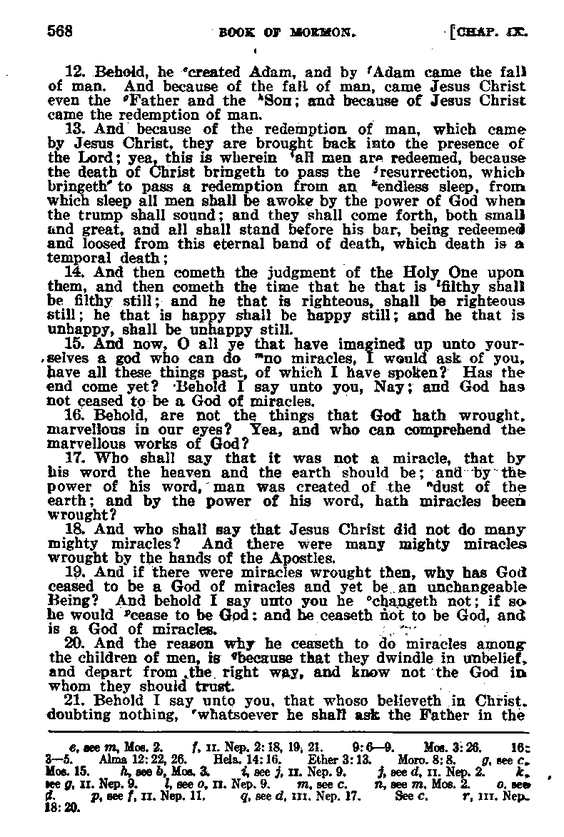 568 BOOK OF MORMON. [CHAP. IX.
12. Behold, he ᵉcreated Adam, and by ᶠAdam came the fall
of man. And because of the fall of man, came Jesus Christ
even the ᵍFather and the ʰSon; and because of Jesus Christ
came the redemption of man.
13. And because of the redemption of man, which came
by Jesus Christ, they are brought back into the presence of
the Lord; yea, this is wherein ⁱall men are redeemed, because
the death of Christ bringeth to pass the ʲresurrection, which
bringeth to pass a redemption from an ᵏendless sleep, from
which sleep all men shall be awoke by the power of God when
the trump shall sound; and they shall come forth, both small
and great, and all shall stand before his bar, being redeemed
and loosed from this eternal band of death, which death is a
temporal death;
14. And then cometh the judgment of the Holy One upon
them, and then cometh the time that he that is ˡfilthy shall
be filthy still; and he that is righteous, shall be righteous
still; he that is happy shall be happy still; and he that is
unhappy, shall be unhappy still.
15. And now, O all ye that have imagined up unto your-
selves a god who can do ᵐno miracles, I would ask of you,
have all these things past, of which I have spoken? Has the
end come yet? Behold I say unto you, Nay; and God has
not ceased to be a God of miracles.
16. Behold, are not the things that God hath wrought,
marvellous in our eyes? Yea, and who can comprehend the
marvellous works of God?
17. Who shall say that it was not a miracle, that by
his word the heaven and the earth should be; and by the
power of his word, man was created of the ⁿdust of the
earth; and by the power of his word, hath miracles been
wrought?
18. And who shall say that Jesus Christ did not do many
mighty miracles? And there were many mighty miracles
wrought by the hands of the Apostles.
19. And if there were miracles wrought then, why has God
ceased to be a God of miracles and yet be an unchangeable
Being? And behold I say unto you he ᵒchangeth not; if so
he would ᵖcease to be God: and he ceaseth not to be God, and
is a God of miracles.
20. And the reason why he ceaseth to do miracles among
the children of men, is qbecause that they dwindle in unbelief,
and depart from the right way, and know not the God in
whom they should trust.
21. Behold I say unto you, that whoso believeth in Christ,
doubting nothing, ʳwhatsoever he shall ask the Father in the
e, see m, Mos. 2. f, II. Nep. 2:18, 19, 21. 9:6—9. Mos. 3:26. 16:
3—5. Alma 12:22, 26. Hela. 14:16. Ether 3:13. Moro. 8:8. g, see c,
Mos. 15. h, see b, Mos. 3. i, see j, II. Nep. 9. j, see d, II. Nep. 2. k,
see g, II. Nep. 9. l, see o, II. Nep. 9. m, see c. n, see m, Mos. 2. o, see
d. p, see f, II. Nep. 11. q, see d, III. Nep. 17. See c. r, III. Nep.
18:20.